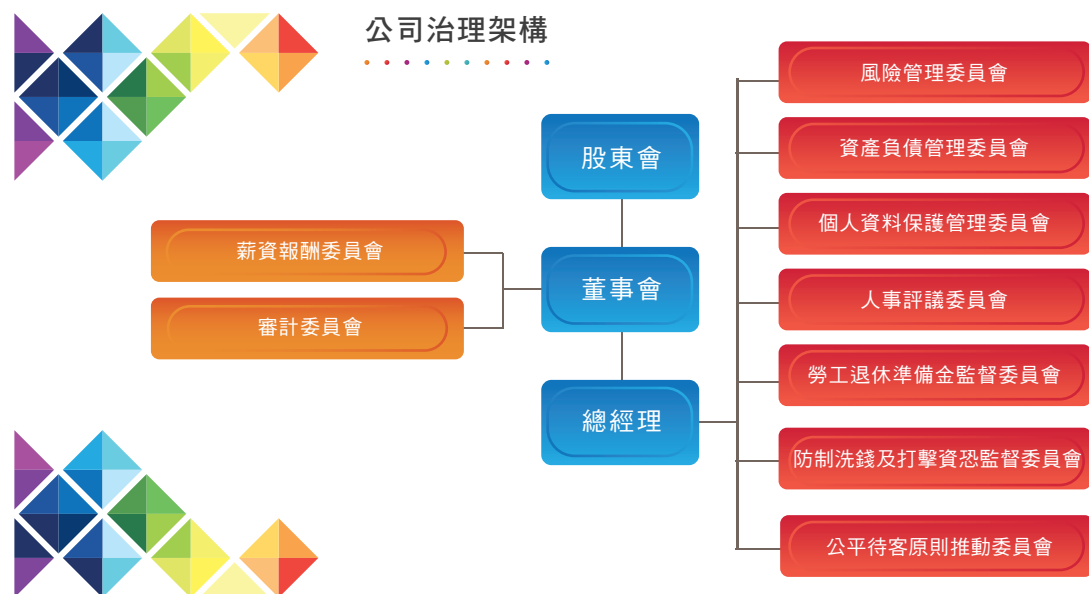 公司治理架構
股東會
董事會
總經理
薪資報酬委員會
審計委員會
風險管理委員會
資產負債管理委員會
個人資料保護管理委員會
人事評議委員會
勞工退休準備金監督委員會
防制洗錢及打擊資恐監督委員會
公平待客原則推動委員會